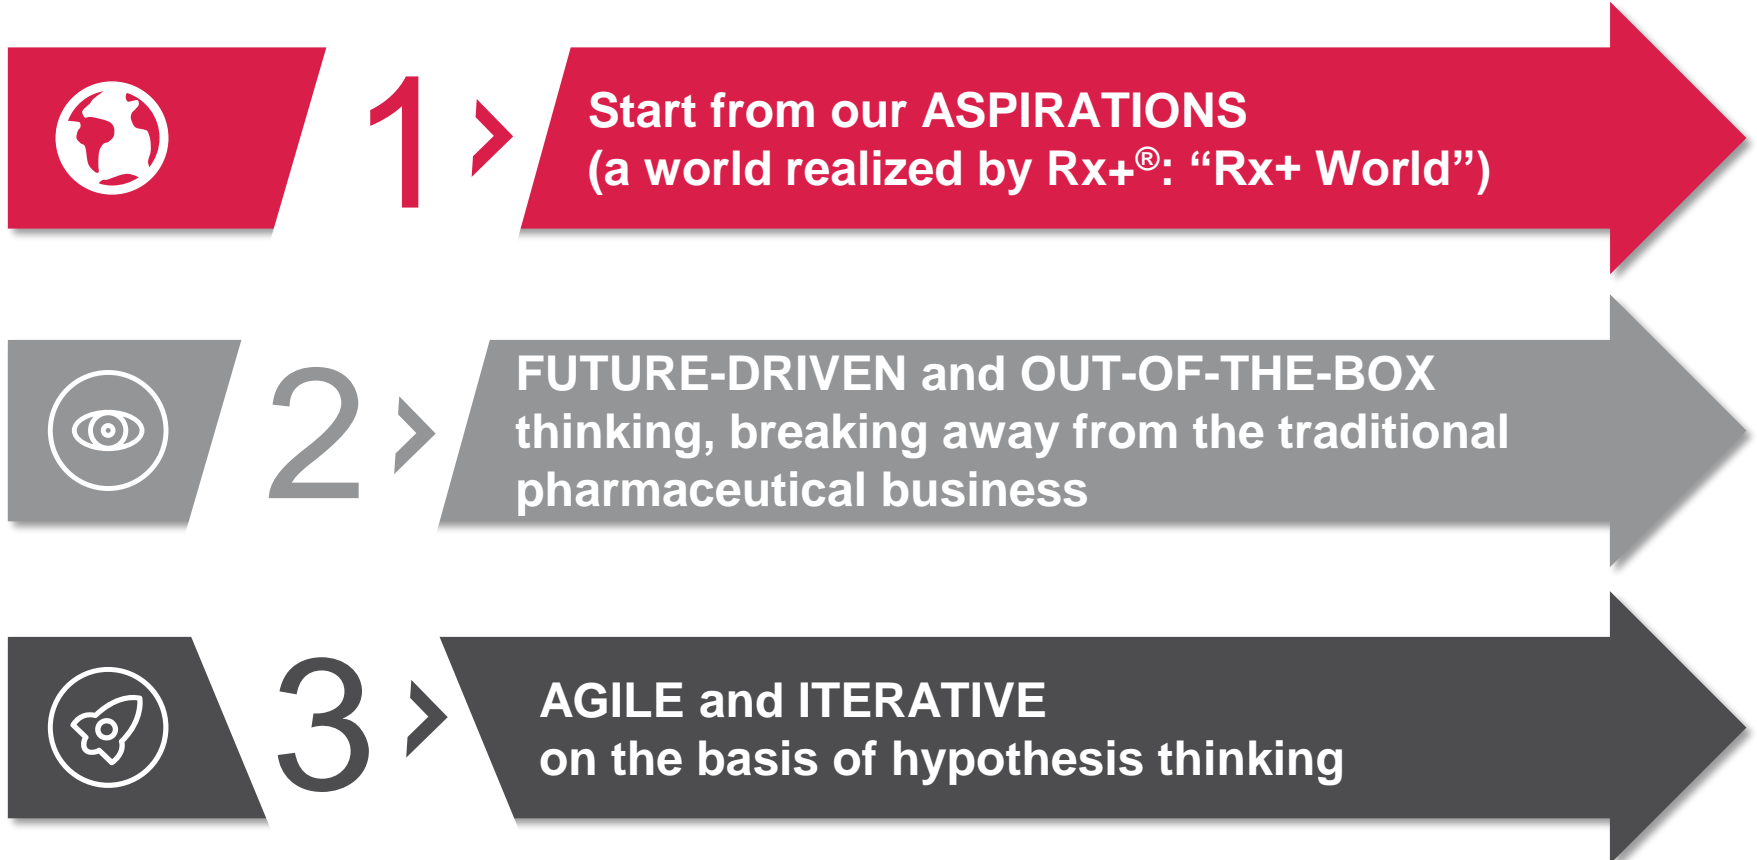 1
Start from our ASPIRATIONS
(a world realized by Rx+®: “Rx+ World”)
2
FUTURE-DRIVEN and OUT-OF-THE-BOX
thinking, breaking away from the traditional
pharmaceutical business
3
AGILE and ITERATIVE
on the basis of hypothesis thinking